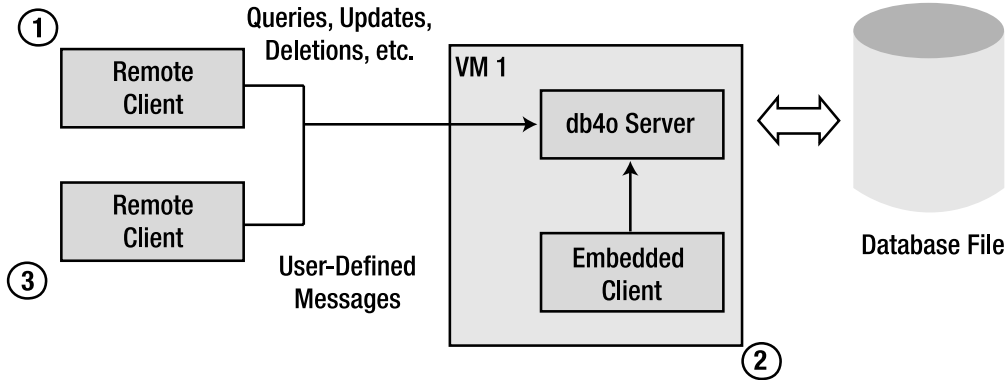 1
Queries, Updates,
Deletions, etc.
Remote
Client
VM 1
db4o Server
Remote
Client
3
User-Defined
Messages
Embedded
Client
2
Database File